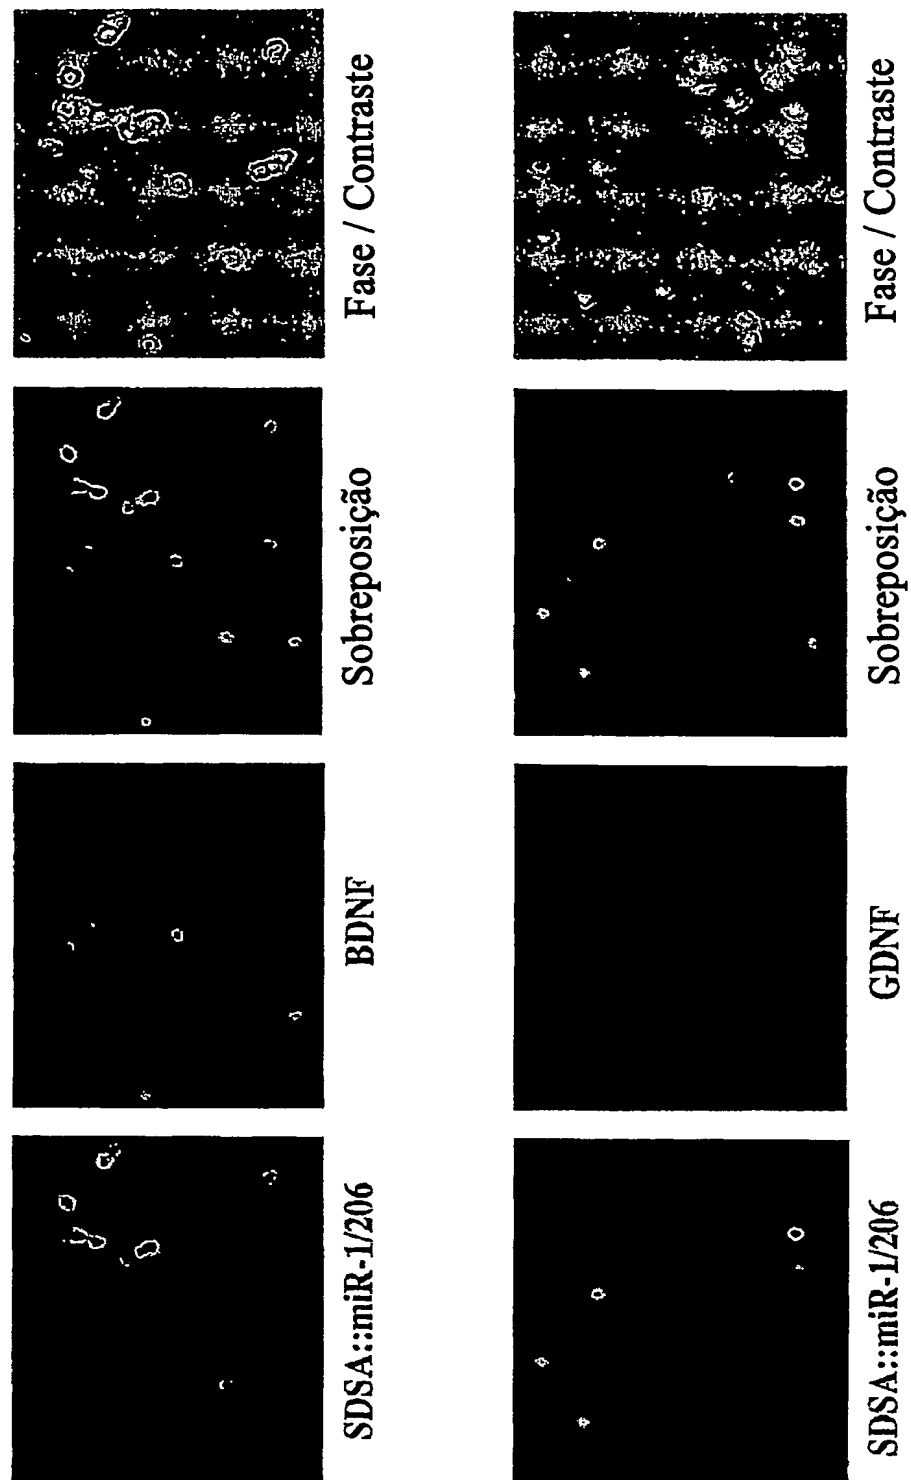 SDSA::miR-1/206
BDNF
Sobreposição
Fase / Contraste
SDSA::miR-1/206
GDNF
Sobreposição
Fase / Contraste